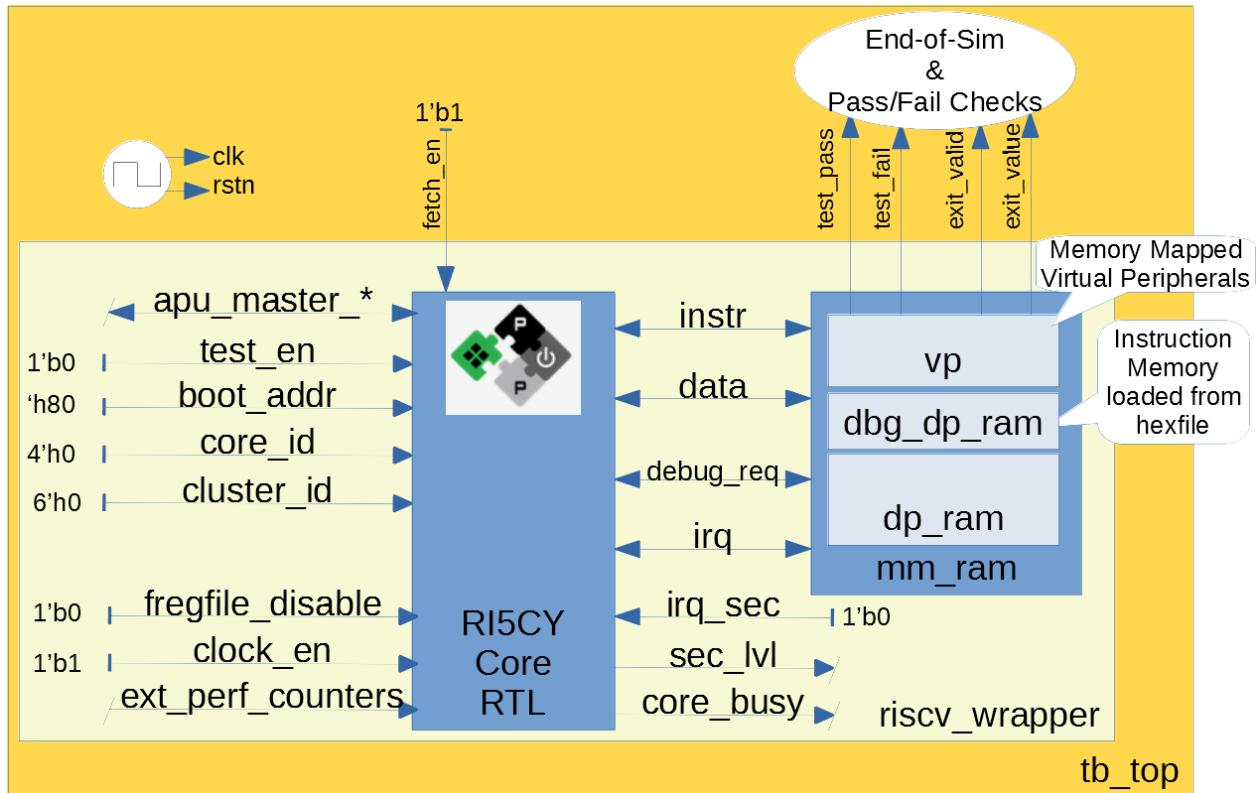 End-of-Sim
&
Pass/Fail Checks
1'b1
clk
rstn
fetch_en
test_pass
test_fail
exit_valid
exit_value
Memory Mapped
Virtual Peripherals
apu_master_*
instr
vp
Instruction
Memory
loaded from
hexfile
1'b0
test_en
data
'h80
boot_addr
dbg_dp_ram
4'h0
core_id
debug_req
6'h0
cluster_id
dp_ram
irq
mm_ram
1'b0
fregfile_disable
RI5CY
Core
RTL
irq_sec
1'b0
1'b1
clock_en
sec_lvl
ext_perf_counters
core_busy
riscv_wrapper
tb_top
P
P